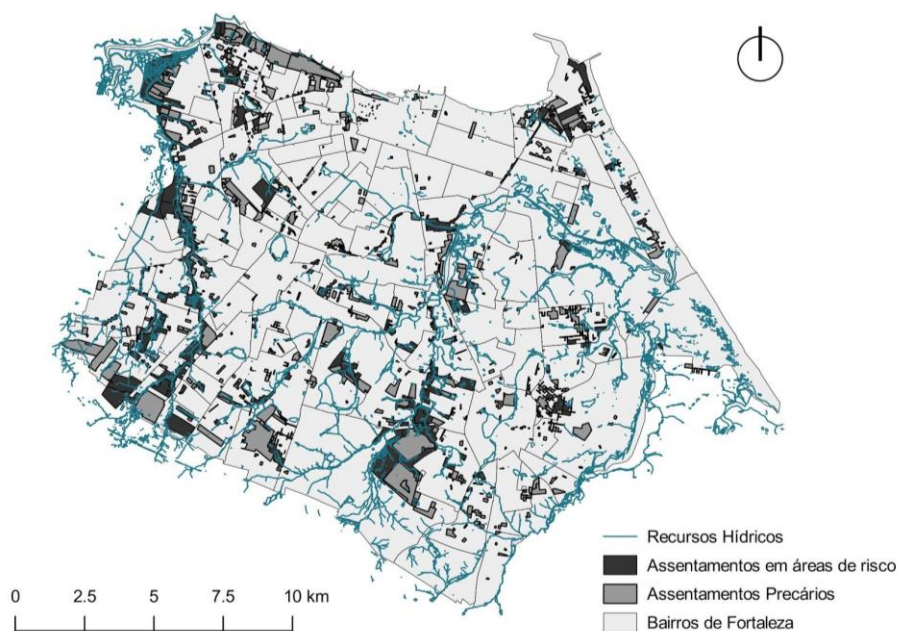 Recursos Hídricos
Assentamentos em áreas de risco
Assentamentos Precários
Bairros de Fortaleza
0 2.5 5 7.5 10 km